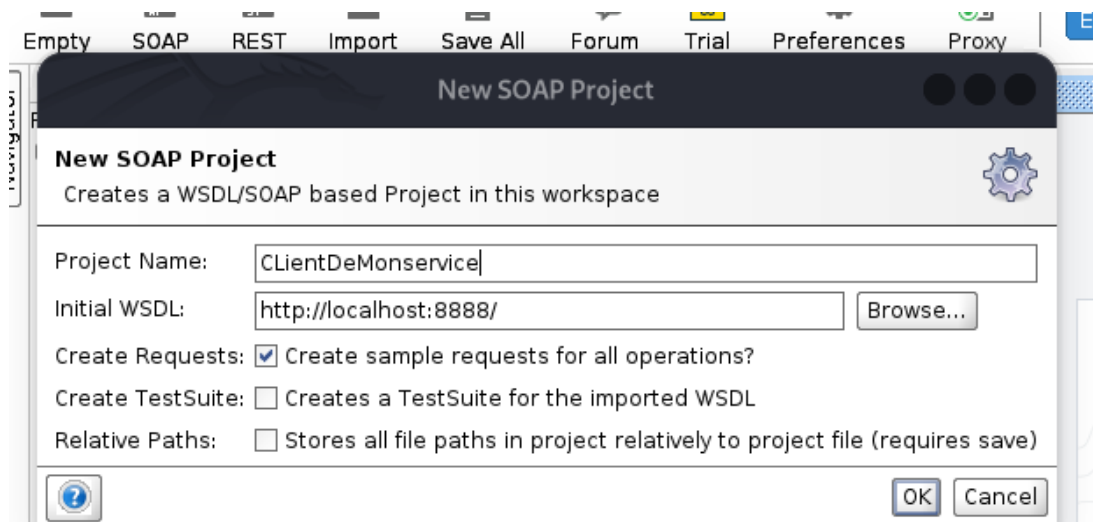 Empty SOAP REST Import Save All Forum Trial Preferences Proxy
New SOAP Project
New SOAP Project
Creates a WSDL/SOAP based Project in this workspace
Project Name: CLientDeMonservice
Initial WSDL: http://localhost:8888/ Browse...
Create Requests: Create sample requests for all operations?
Create TestSuite: Creates a TestSuite for the imported WSDL
Relative Paths: Stores all file paths in project relatively to project file (requires save)
? OK Cancel